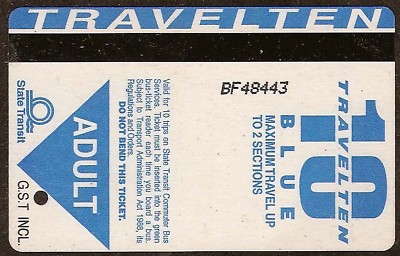 TRAVELTEN
BF48443
TRAVELTEN
10
BLUE
MAXIMUM TRAVEL UP
TO 2 SECTIONS
Valid for 10 trips on State Transit Commuter Bus
Services. Ticket must be inserted into the green
bus-ticket reader each time you board a bus.
Subject to Transport Administration Act 1988, its
Regulations and Orders.
DO NOT BEND THIS TICKET.
State Transit
ADULT
G.S.T INCL.